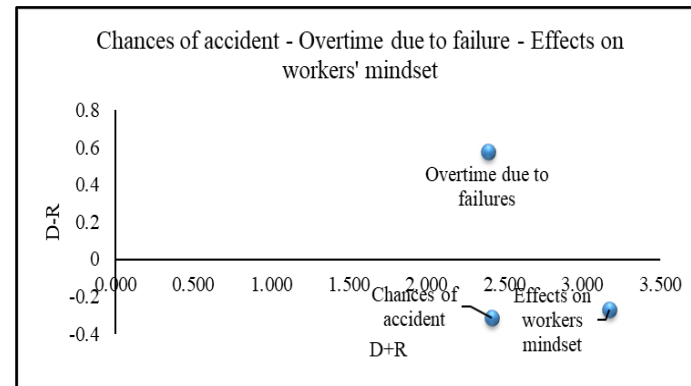 Chances of accident - Overtime due to failure - Effects on
workers' mindset
0.8
0.6
0.4
0.2
0
-0.2
-0.4
D-R
Overtime due to
failures
0.000 0.500 1.000 1.500 2.000 2.500 3.000 3.500
Chances of
accident
Effects on
workers
mindset
D+R